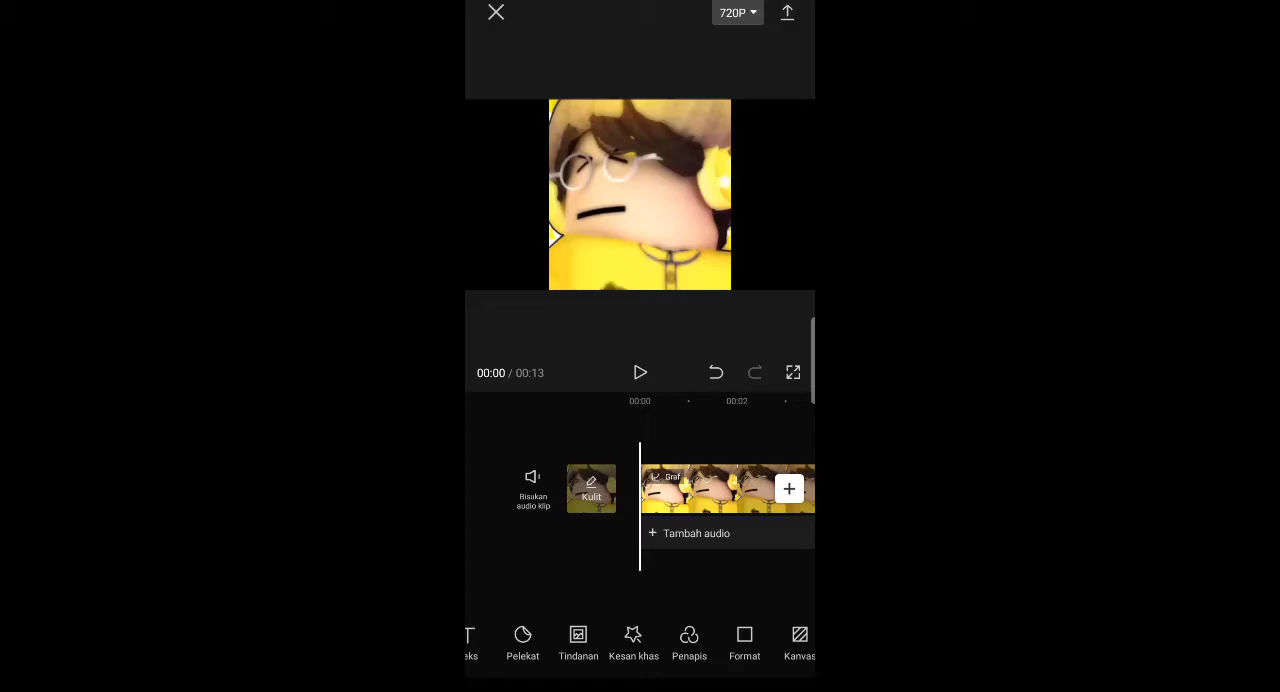 720P
00:00 / 00:13
00:00
00:02
Bisukan
audio klip
Kulit
Graf
Tambah audio
eks
Pelekat
Tindanan
Kesan khas
Penapis
Format
Kanvas